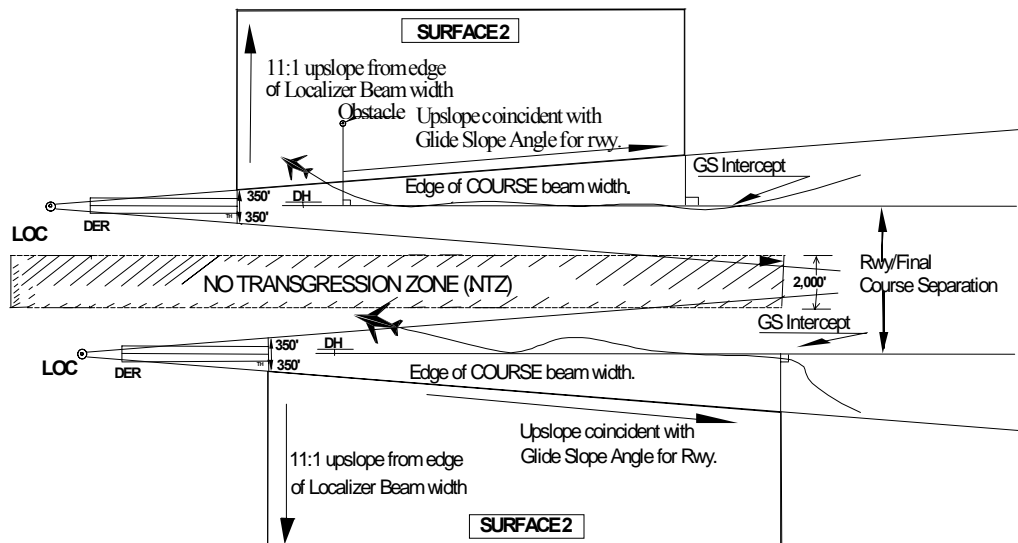 SURFACE 2
11:1 upslope from edge
of Localizer Beam width
Obstacle
Upslope coincident with
Glide Slope Angle for rwy.
GS Intercept
Edge of COURSE beam width.
350'
DH
350'
TH
DER
LOC
NO TRANSGRESSION ZONE (.NTZ)
2,000'
Rwy/Final
Course Separation
GS Intercept
350'
DH
350'
TH
LOC
DER
Edge of COURSE beam width.
Upslope coincident with
Glide Slope Angle for Rwy.
11:1 upslope from edge
of Localizer Beam width
SURFACE 2